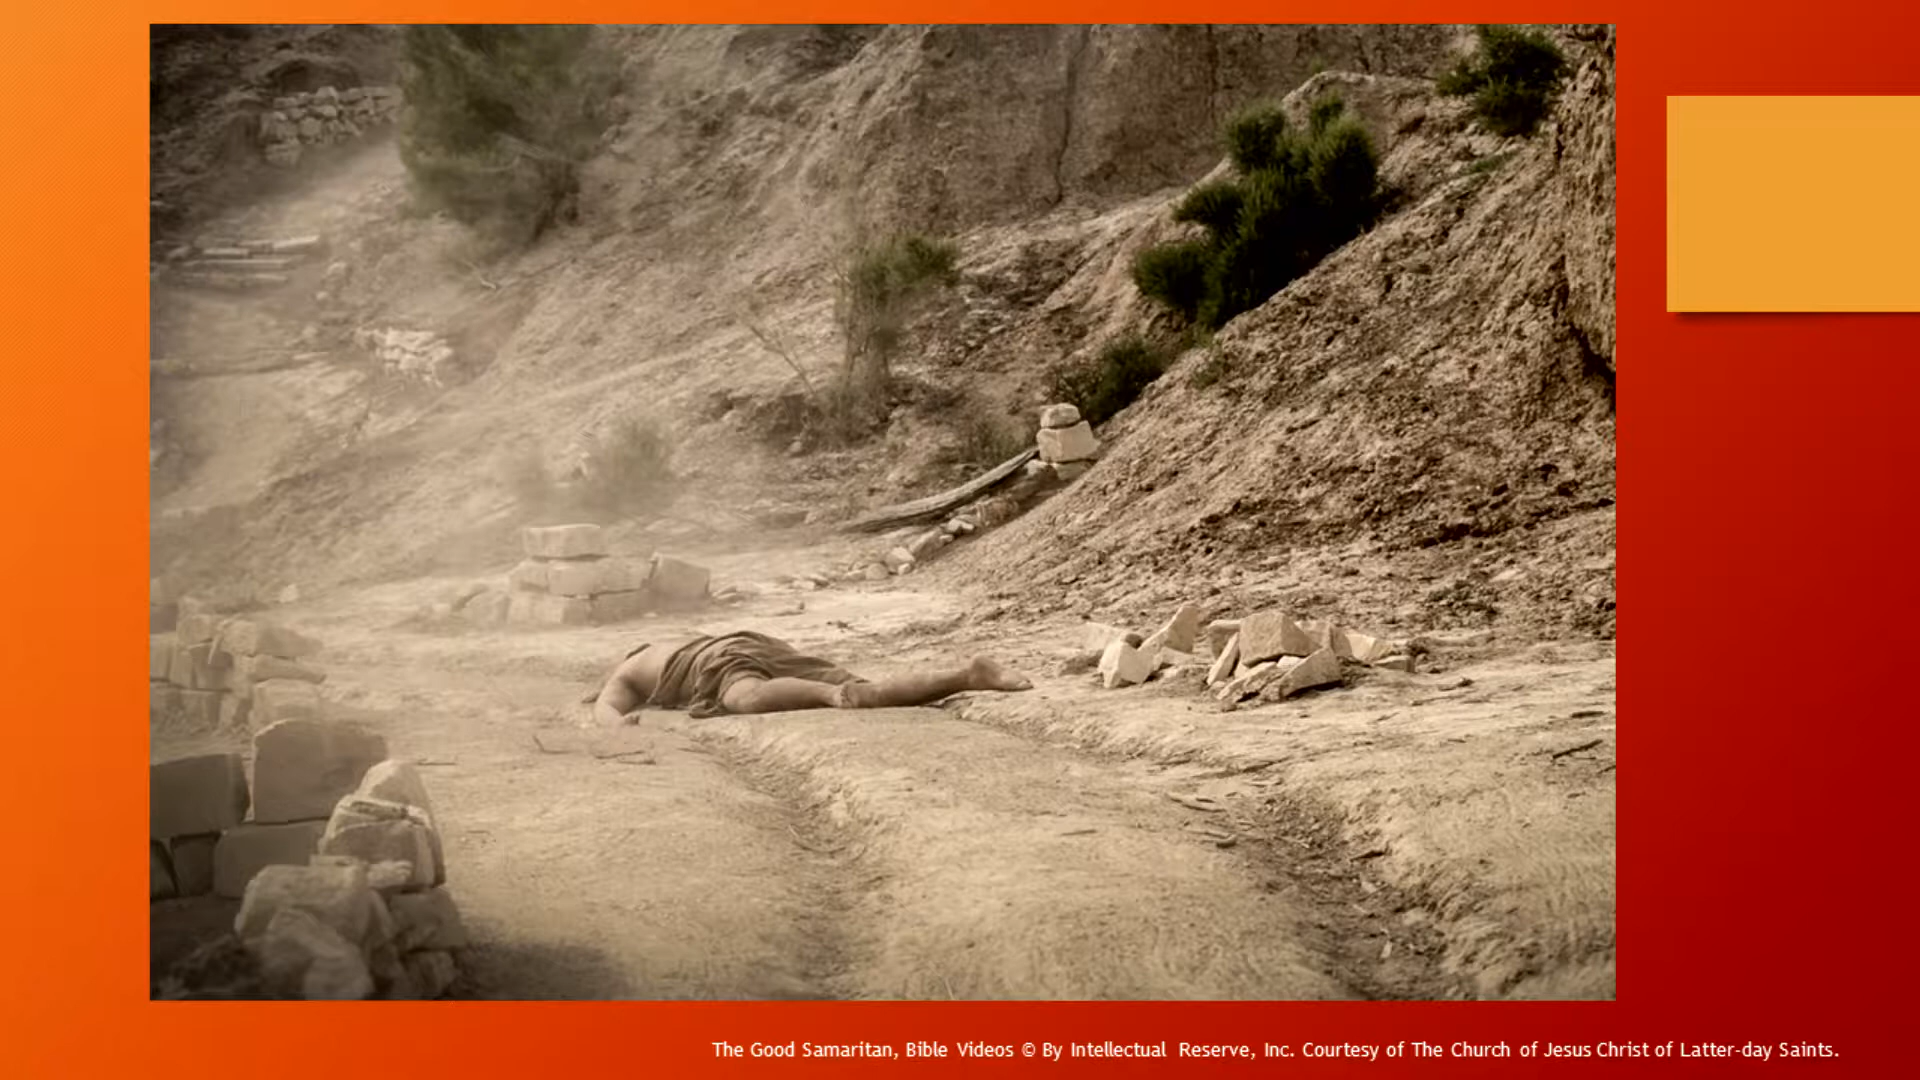 The Good Samaritan, Bible Videos © By Intellectual Reserve, Inc. Courtesy of The Church of Jesus Christ of Latter-day Saints.